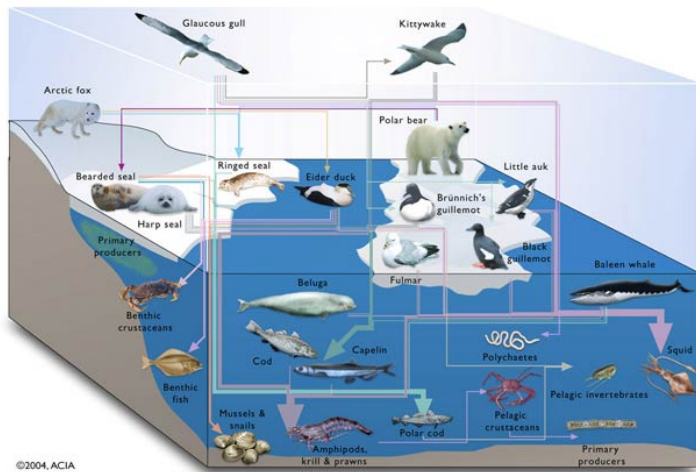 Glaucous gull
Kittywake
Arctic fox
Polar bear
Ringed seal
Little auk
Bearded seal
Eider duck
Brünnich's
guillemot
Harp seal
Primary
producers
Black
guillemot
Fulmar
Beluga
Baleen whale
Benthic
crustaceans
Cod
Capelin
Polychaetes
Squid
Benthic
fish
Pelagic invertebrates
Mussels &
snails
Pelagic
crustaceans
Polar cod
Amphipods,
krill & prawns
Primary
producers
©2004, ACIA